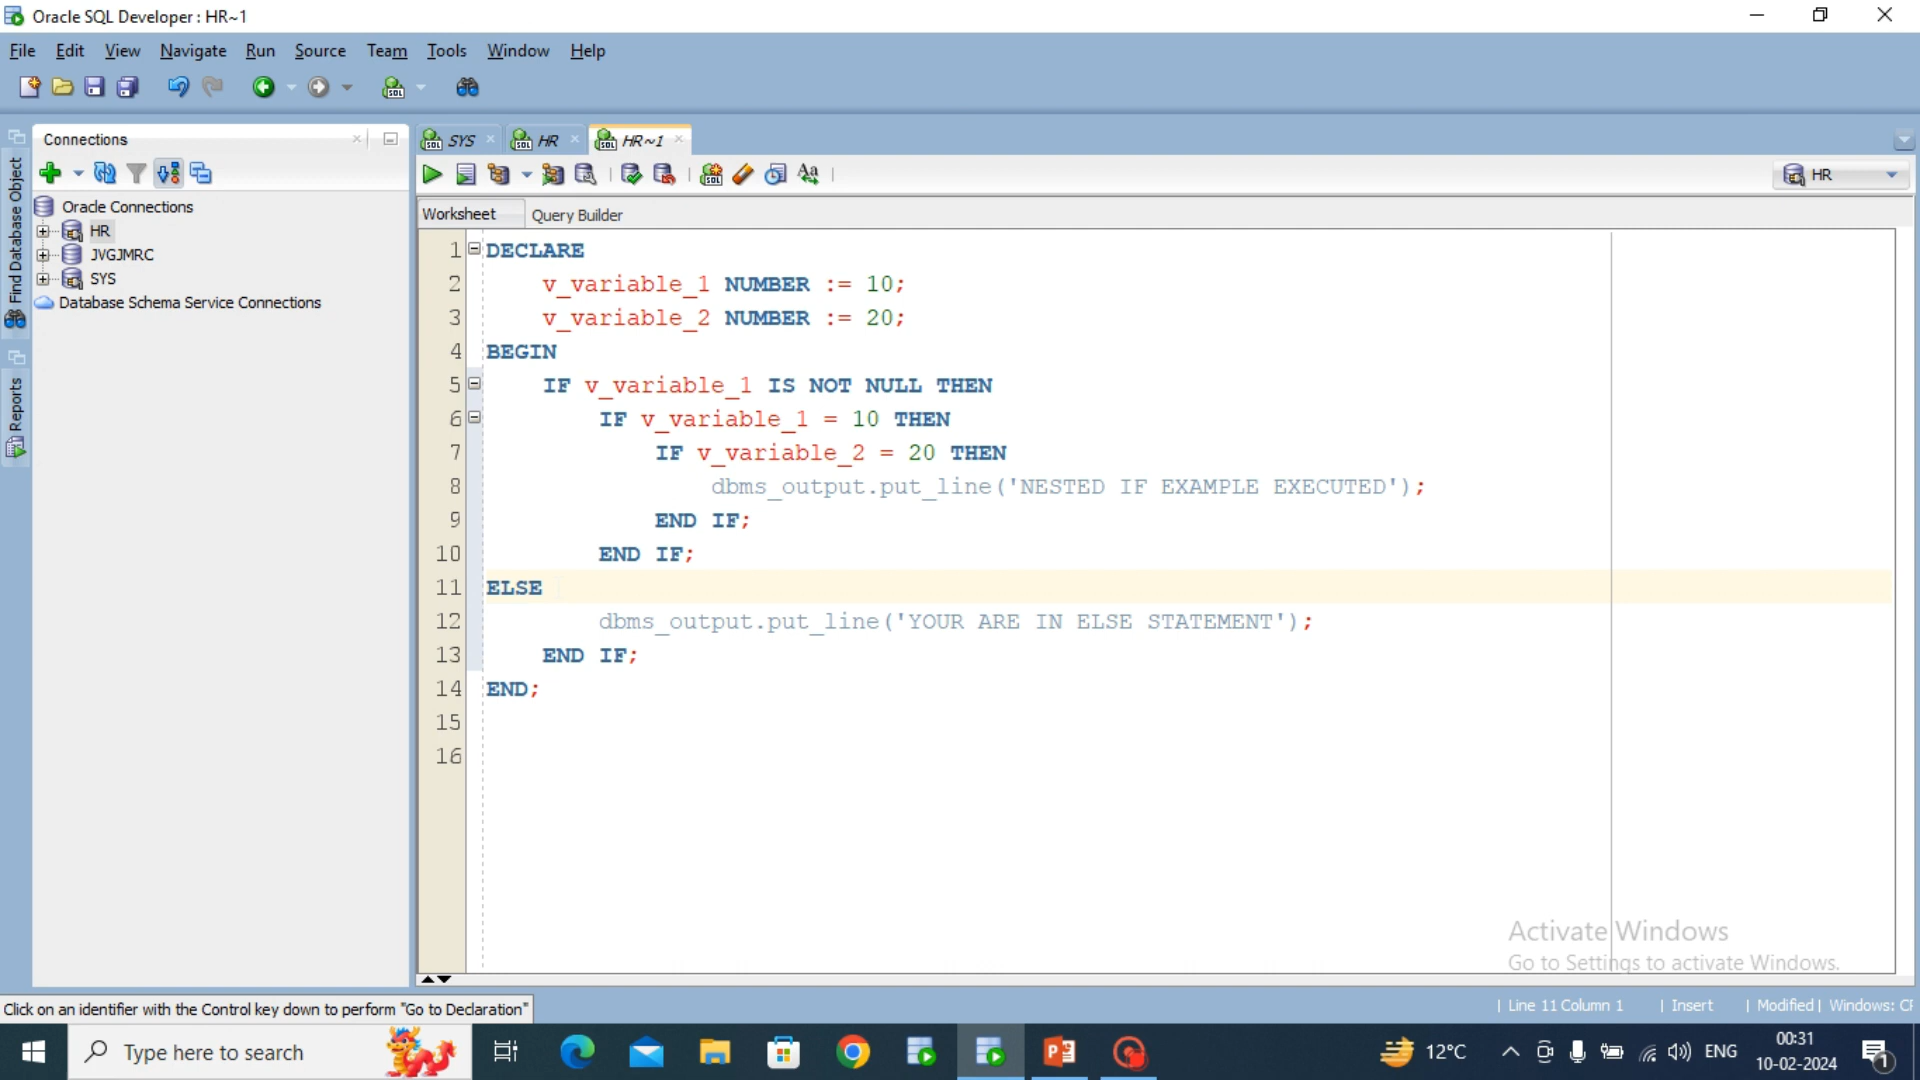 Oracle SQL Developer : HR~1
File Edit View Navigate Run Source Team Tools Window Help
Connections
SYS HR HR~1
HR
Find Database Object
Reports
Oracle Connections
HR
JVGJMRC
SYS
Database Schema Service Connections
Worksheet Query Builder
1 DECLARE
2 v_variable_1 NUMBER := 10;
3 v_variable_2 NUMBER := 20;
4 BEGIN
5 IF v_variable_1 IS NOT NULL THEN
6 IF v_variable_1 = 10 THEN
7 IF v_variable_2 = 20 THEN
8 dbms_output.put_line('NESTED IF EXAMPLE EXECUTED');
9 END IF;
10 END IF;
11 ELSE
12 dbms_output.put_line('YOUR ARE IN ELSE STATEMENT');
13 END IF;
14 END;
15
16
Activate Windows
Go to Settings to activate Windows.
Click on an identifier with the Control key down to perform "Go to Declaration"
| Line 11 Column 1 | Insert | Modified | Windows: CF
Type here to search
12°C
ENG
00:31
10-02-2024
1